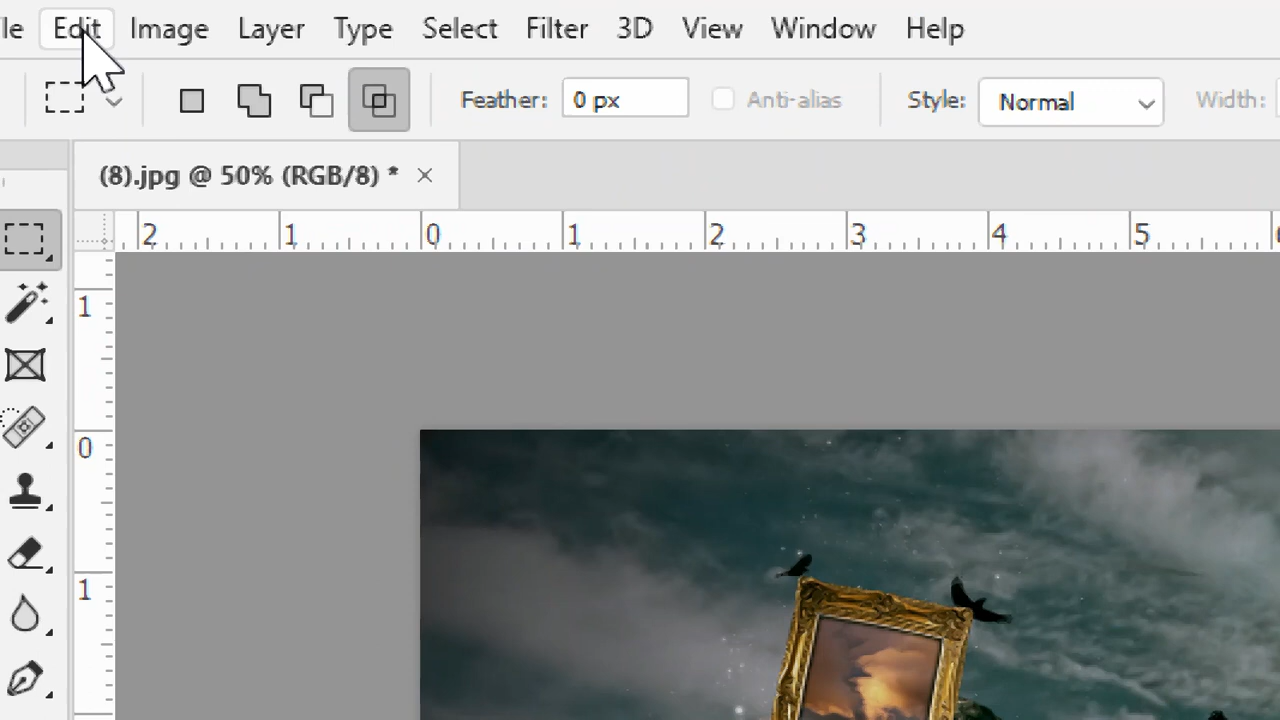 le Edit Image Layer Type Select Filter 3D View Window Help
Feather: 0 px Anti-alias Style: Normal Width:
(8).jpg @ 50% (RGB/8) * ×
2 1 0 1 2 3 4 5
1
0
1